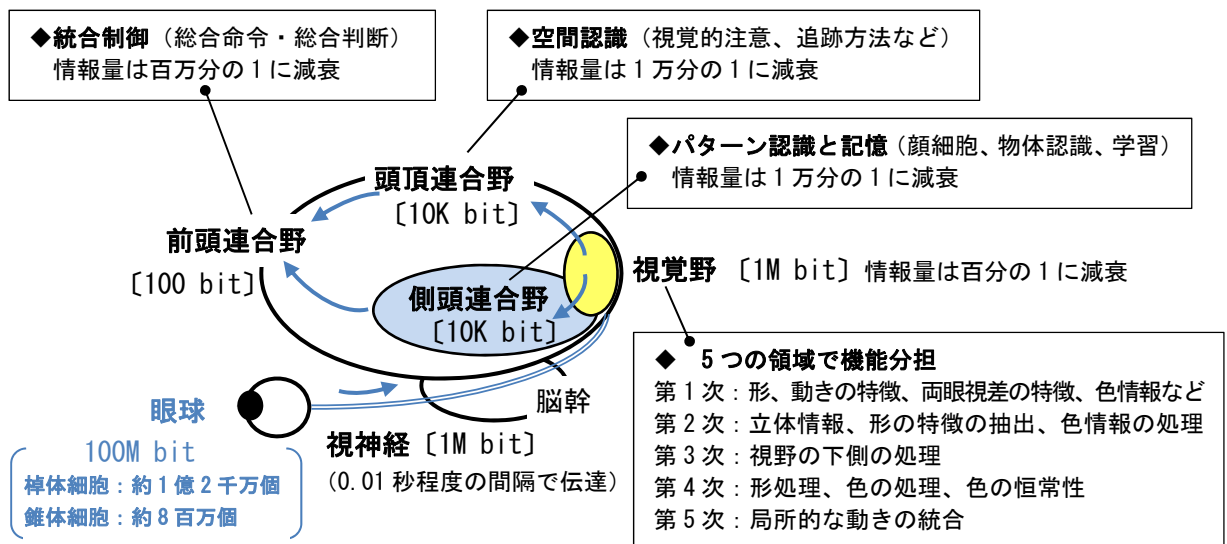 ◆統合制御（総合命令・総合判断）
情報量は百万分の1に減衰
◆空間認識（視覚的注意、追跡方法など）
情報量は1万分の1に減衰
◆パターン認識と記憶（顔細胞、物体認識、学習）
情報量は1万分の1に減衰
頭頂連合野
〔10K bit〕
前頭連合野
〔100 bit〕
側頭連合野
〔10K bit〕
視覚野〔1M bit〕情報量は百分の1に減衰
◆ 5つの領域で機能分担
第1次：形、動きの特徴、両眼視差の特徴、色情報など
第2次：立体情報、形の特徴の抽出、色情報の処理
第3次：視野の下側の処理
第4次：形処理、色の処理、色の恒常性
第5次：局所的な動きの統合
脳幹
眼球
100M bit
棹体細胞：約1億2千万個
錐体細胞：約8百万個
視神経〔1M bit〕
（0.01秒程度の間隔で伝達）